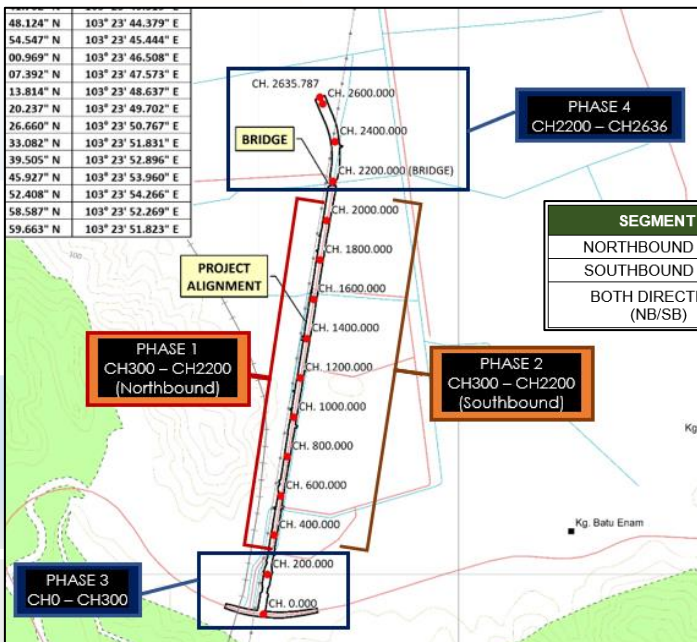 48.124" N 103° 23' 44.379" E
54.547" N 103° 23' 45.444" E
00.969" N 103° 23' 46.508" E
07.392" N 103° 23' 47.573" E
13.814" N 103° 23' 48.637" E
20.237" N 103° 23' 49.702" E
26.660" N 103° 23' 50.767" E
33.082" N 103° 23' 51.831" E
39.505" N 103° 23' 52.896" E
45.927" N 103° 23' 53.960" E
52.408" N 103° 23' 54.266" E
58.587" N 103° 23' 52.269" E
59.663" N 103° 23' 51.823" E
CH. 2635.787
CH. 2600.000
PHASE 4
CH2200 – CH2636
CH. 2400.000
BRIDGE
CH. 2200.000 (BRIDGE)
CH. 2000.000
SEGMENT
NORTHBOUND
SOUTHBOUND
BOTH DIRECTI
(NB/SB)
CH. 1800.000
PROJECT
ALIGNMENT
CH. 1600.000
100
CH. 1400.000
PHASE 1
CH300 – CH2200
(Northbound)
CH. 1200.000
PHASE 2
CH300 – CH2200
(Southbound)
CH. 1000.000
Kg
CH. 800.000
CH. 600.000
CH. 400.000
Kg. Batu Enam
CH. 200.000
PHASE 3
CH0 – CH300
CH. 0.000